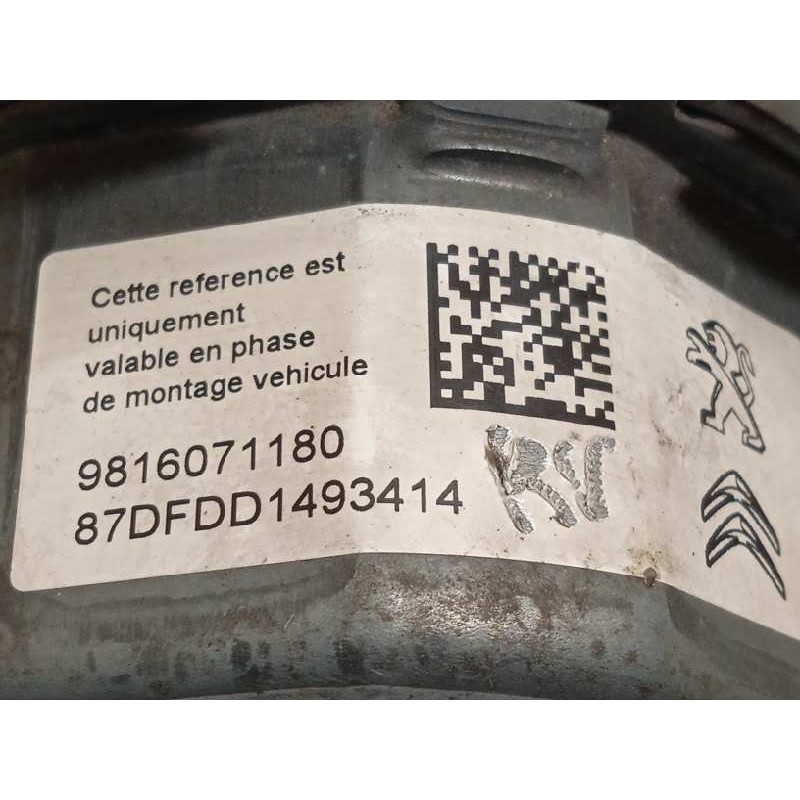 Cette reference est
uniquement
valable en phase
de montage vehicule
9816071180
87DFDD1493414